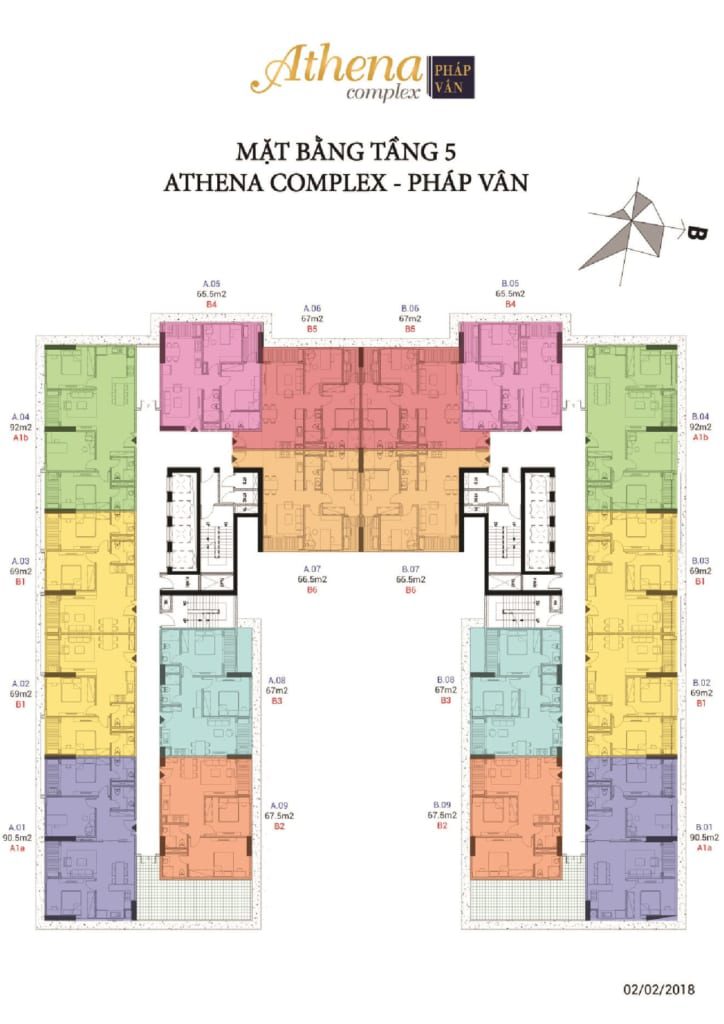 Athena
complex
PHÁP
VÂN
MẶT BẰNG TẦNG 5
ATHENA COMPLEX - PHÁP VÂN
B
A.05
65.5m2
B4
A.06
67m2
B5
B.06
67m2
B5
B.05
65.5m2
B4
A.04
92m2
A1b
B.04
92m2
A1b
A.03
69m2
B1
A.07
66.5m2
B6
B.07
66.5m2
B6
B.03
69m2
B1
A.02
69m2
B1
A.08
67m2
B3
B.08
67m2
B3
B.02
69m2
B1
A.01
90.5m2
A1a
A.09
67.5m2
B2
B.09
67.5m2
B2
B.01
90.5m2
A1a
02/02/2018